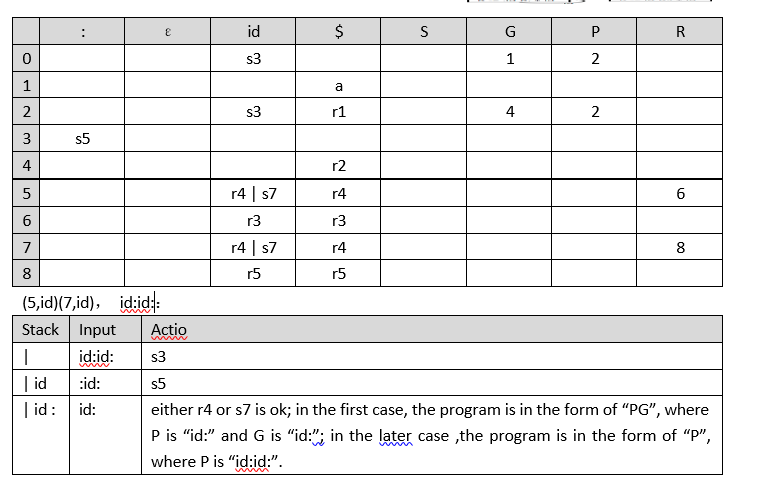 : ε id $ S G P R
0 s3 1 2
1 a
2 s3 r1 4 2
3 s5
4 r2
5 r4 | s7 r4 6
6 r3 r3
7 r4 | s7 r4 8
8 r5 r5
(5,id)(7,id)， id:id:：
Stack Input Actio
| id:id: s3
| id :id: s5
| id : id: either r4 or s7 is ok; in the first case, the program is in the form of “PG”, where
P is “id:” and G is “id:”; in the later case ,the program is in the form of “P”,
where P is “id:id:”.